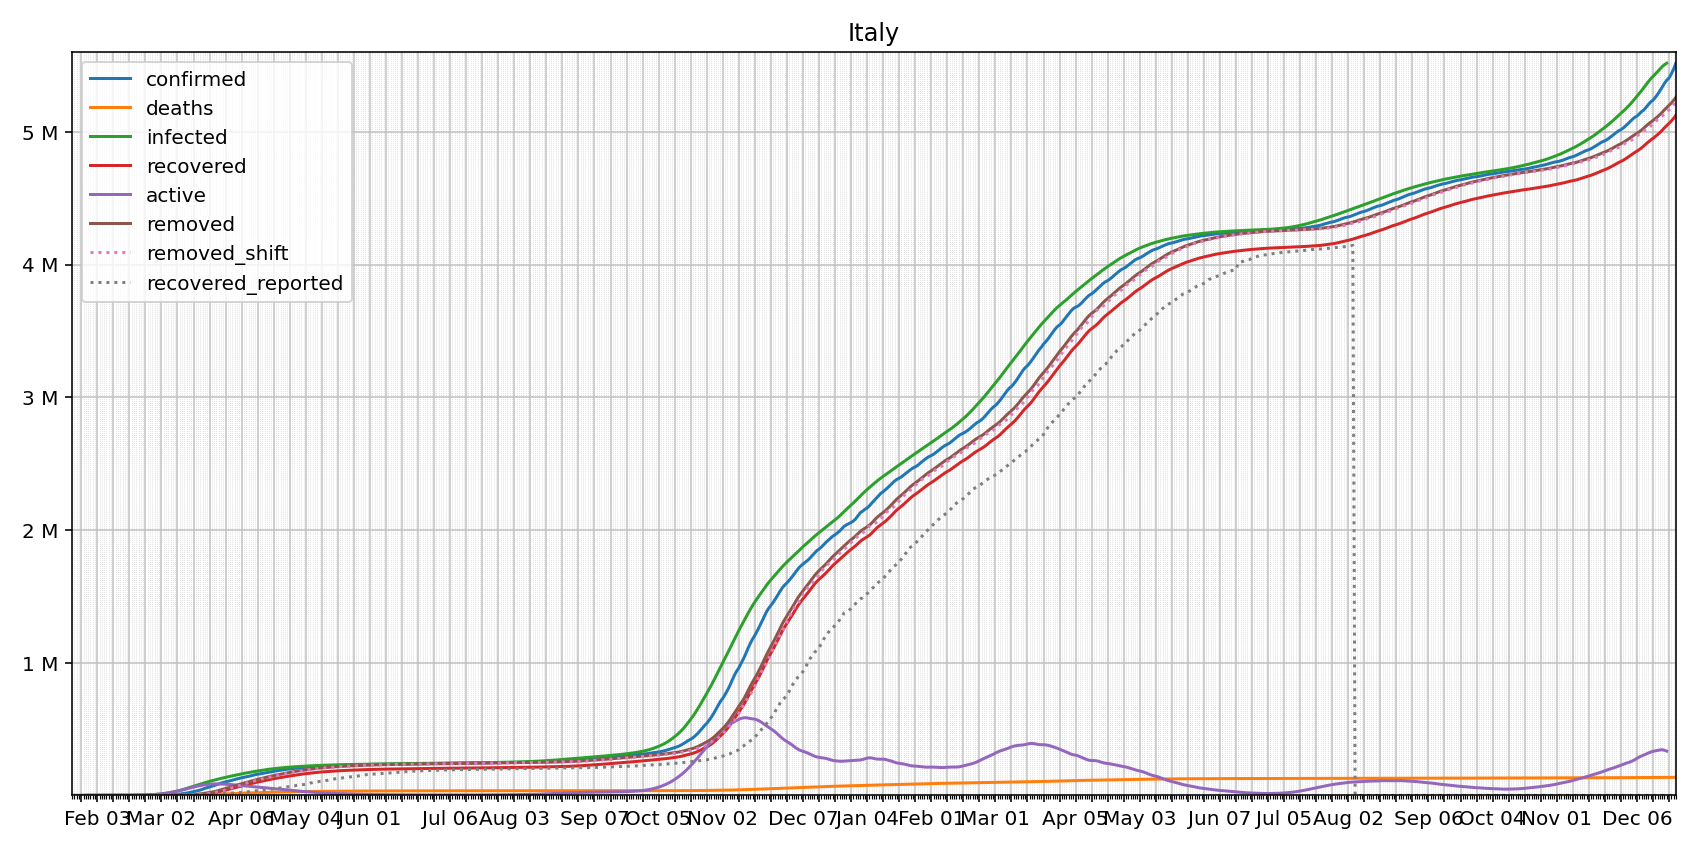 Italy
confirmed
deaths
infected
recovered
active
removed
removed_shift
recovered_reported
5 M
4 M
3 M
2 M
1 M
Feb 03 Mar 02 Apr 06 May 04 Jun 01 Jul 06 Aug 03 Sep 07 Oct 05 Nov 02 Dec 07 Jan 04 Feb 01 Mar 01 Apr 05 May 03 Jun 07 Jul 05 Aug 02 Sep 06 Oct 04 Nov 01 Dec 06